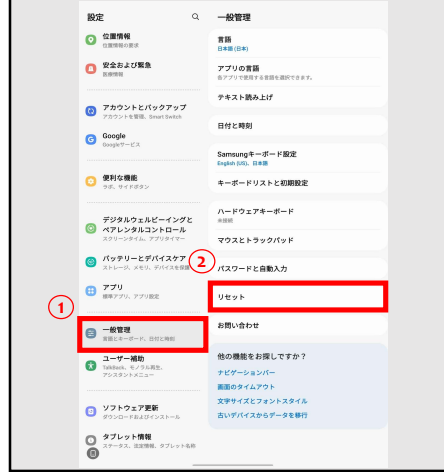 設定
位置情報
位置情報の要求
安全および緊急
医療情報
アカウントとバックアップ
アカウントを管理、Smart Switch
Google
Googleサービス
便利な機能
ラボ、サイドボタン
デジタルウェルビーイングと
ペアレンタルコントロール
スクリーンタイム、アプリタイマー
バッテリーとデバイスケア
ストレージ、メモリ、デバイスを保護
アプリ
標準アプリ、アプリ設定
①
一般管理
言語とキーボード、日付と時刻
ユーザー補助
TalkBack、モノラル再生、
アシスタントメニュー
ソフトウェア更新
ダウンロードおよびインストール
タブレット情報
ステータス、法定情報、タブレット名称
一般管理
言語
日本語 (日本)
アプリの言語
各アプリで使用する言語を選択できます。
テキスト読み上げ
日付と時刻
Samsungキーボード設定
English (US)、日本語
キーボードリストと初期設定
ハードウェアキーボード
未接続
マウスとトラックパッド
②
パスワードと自動入力
リセット
お問い合わせ
他の機能をお探しですか？
ナビゲーションバー
画面のタイムアウト
文字サイズとフォントスタイル
古いデバイスからデータを移行